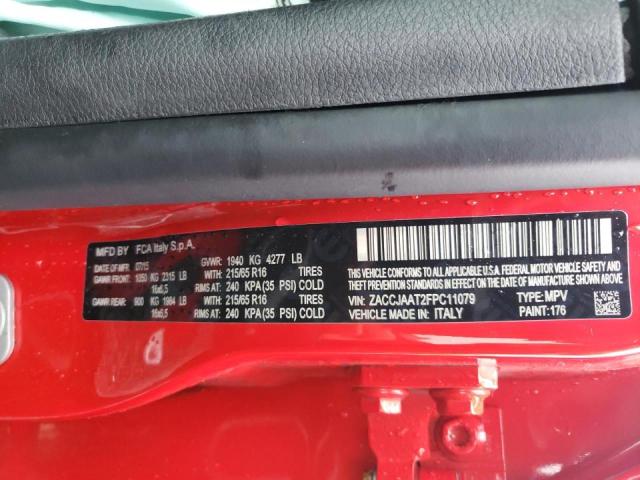 MFD BY FCA Italy S.p.A.
DATE OF MFR 07/15 GVWR: 1940 KG 4277 LB
GAWR FRONT: 1050 KG 2315 LB WITH: 215/65 R16 TIRES
16x6,5 RIMS AT: 240 KPA(35 PSI) COLD
GAWR REAR: 900 KG 1984 LB WITH: 215/65 R16 TIRES
16x6,5 RIMS AT: 240 KPA(35 PSI) COLD
THIS VEHICLE CONFORMS TO ALL APPLICABLE U.S.A. FEDERAL MOTOR VEHICLE
SAFETY, BUMPER, AND THEFT PREVENTION STANDARDS IN EFFECT
ON THE DATE OF MANUFACTURE SHOWN ABOVE.
VIN: ZACCJAAT2FPC11079 TYPE: MPV
VEHICLE MADE IN: ITALY PAINT: 176